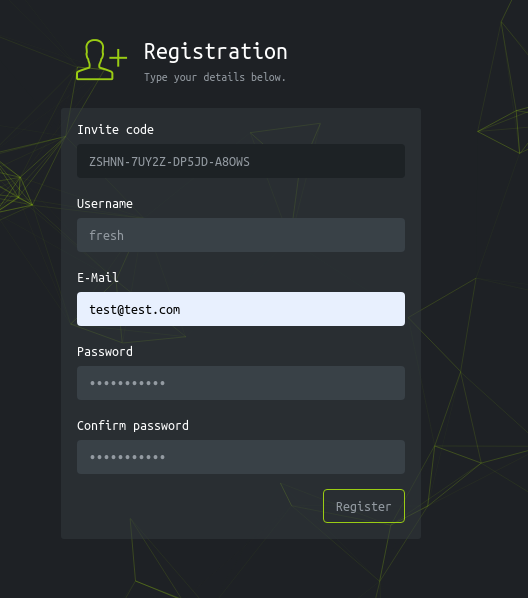 Registration
Type your details below.
Invite code
ZSHNN-7UY2Z-DP5JD-A8OWS
Username
fresh
E-Mail
test@test.com
Password
•••••••••••
Confirm password
•••••••••••
Register